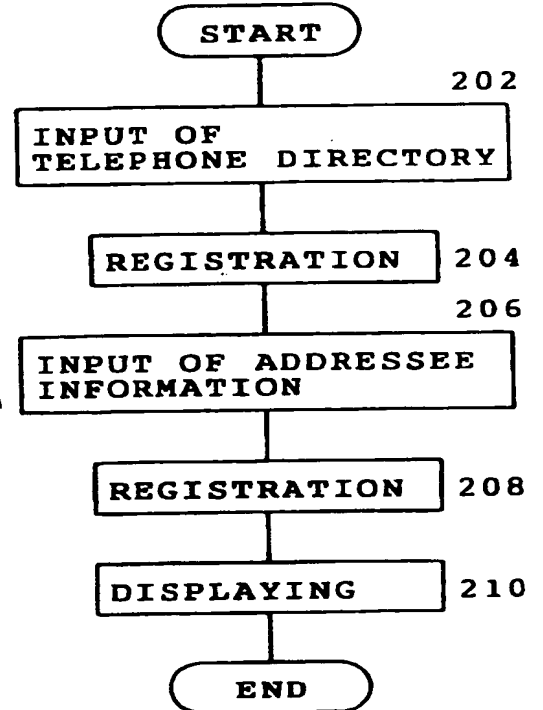 START
202
INPUT OF
TELEPHONE DIRECTORY
REGISTRATION 204
206
INPUT OF ADDRESSEE
INFORMATION
REGISTRATION 208
DISPLAYING 210
END